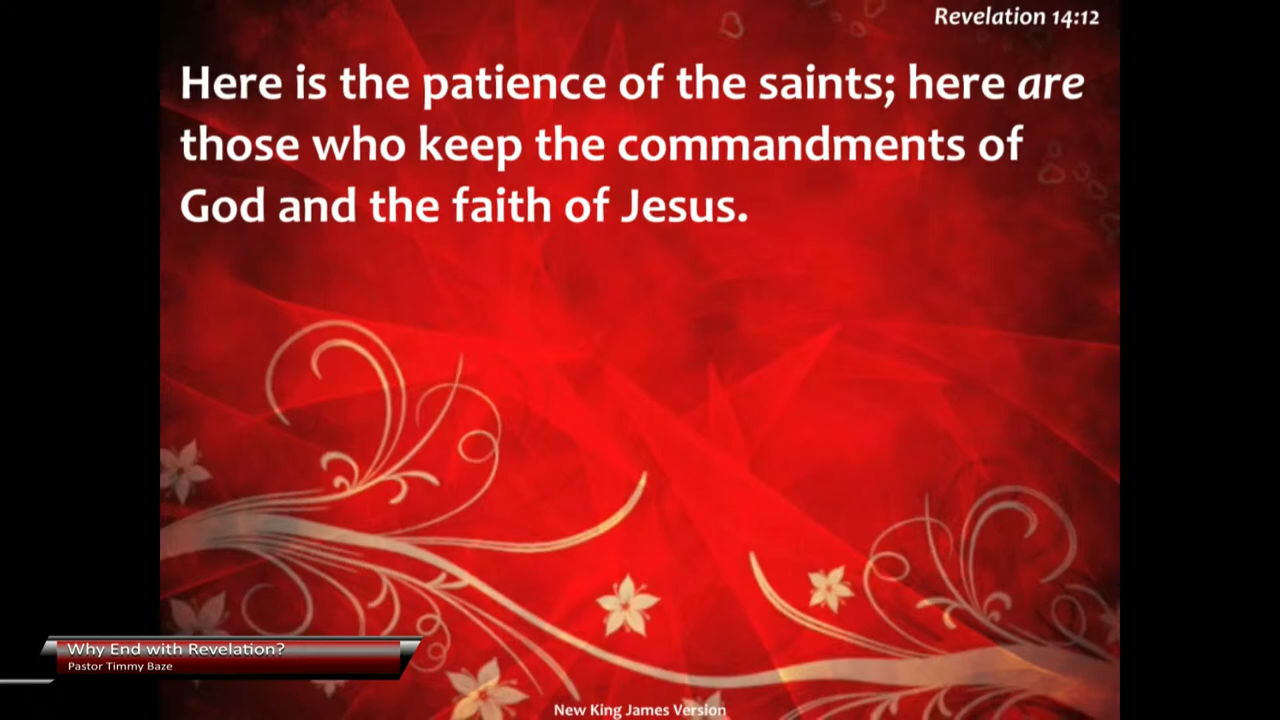 Revelation 14:12
Here is the patience of the saints; here are
those who keep the commandments of
God and the faith of Jesus.
Why End with Revelation?
Pastor Timmy Baze
New King James Version